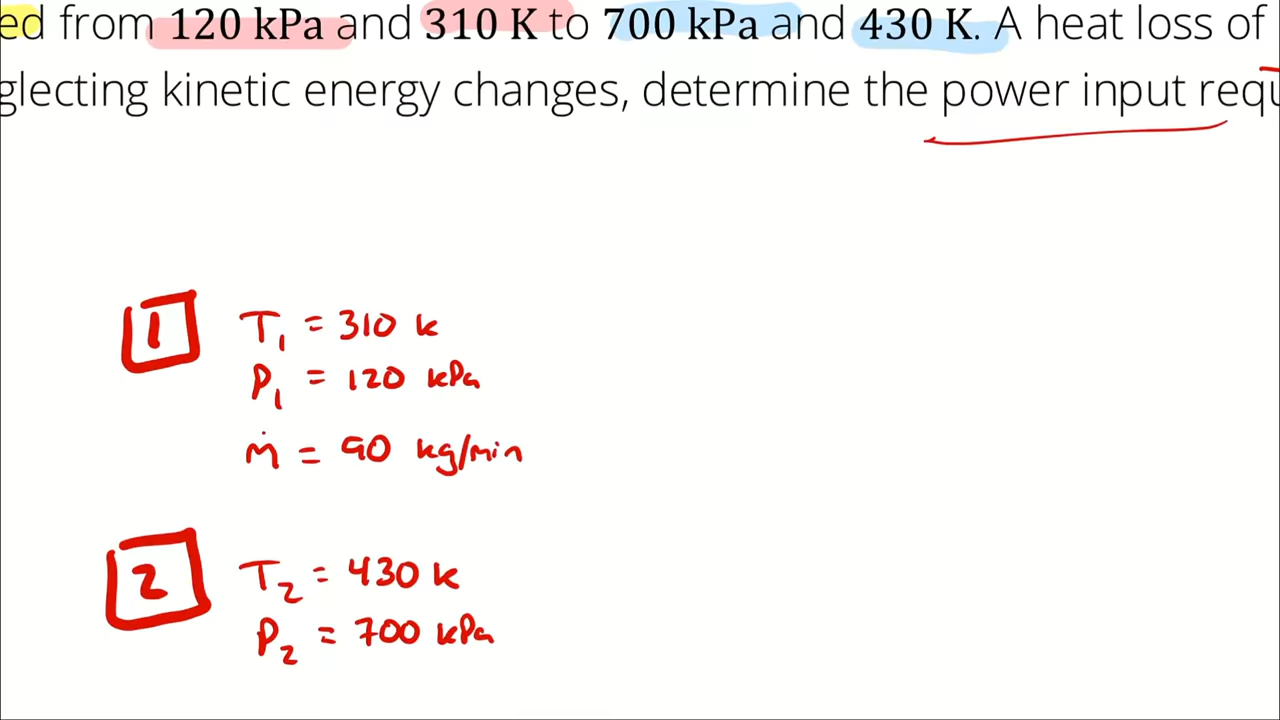 ed from 120 kPa and 310 K to 700 kPa and 430 K. A heat loss of
glecting kinetic energy changes, determine the power input requ
1 T₁ = 310 K
P₁ = 120 kPa
ṁ = 90 kg/min
2 T₂ = 430 K
P₂ = 700 kPa